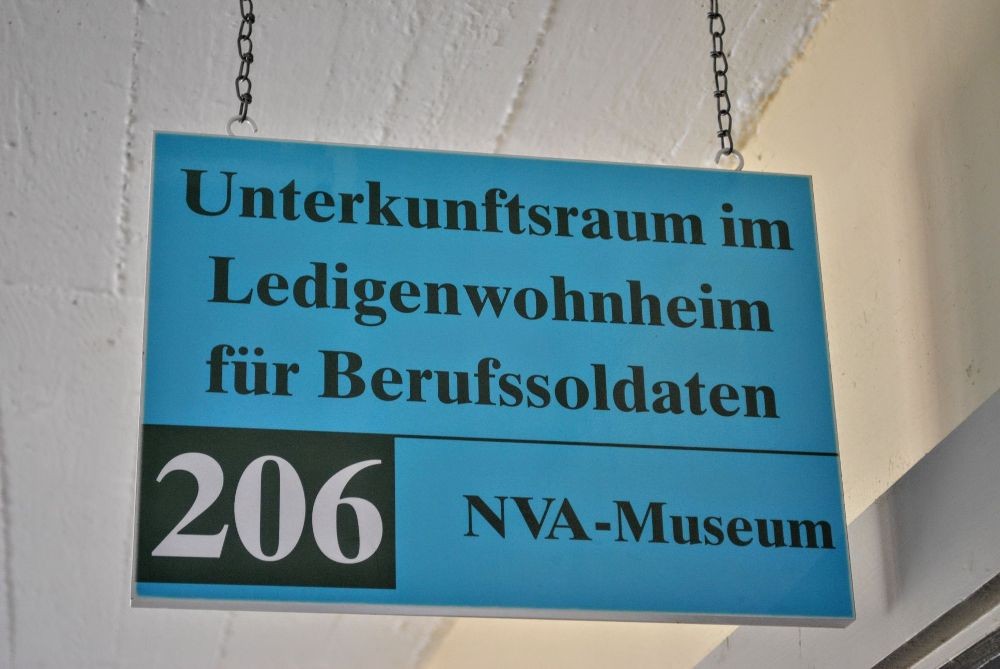 Unterkunftsraum im
Ledigenwohnheim
für Berufssoldaten
206 NVA-Museum